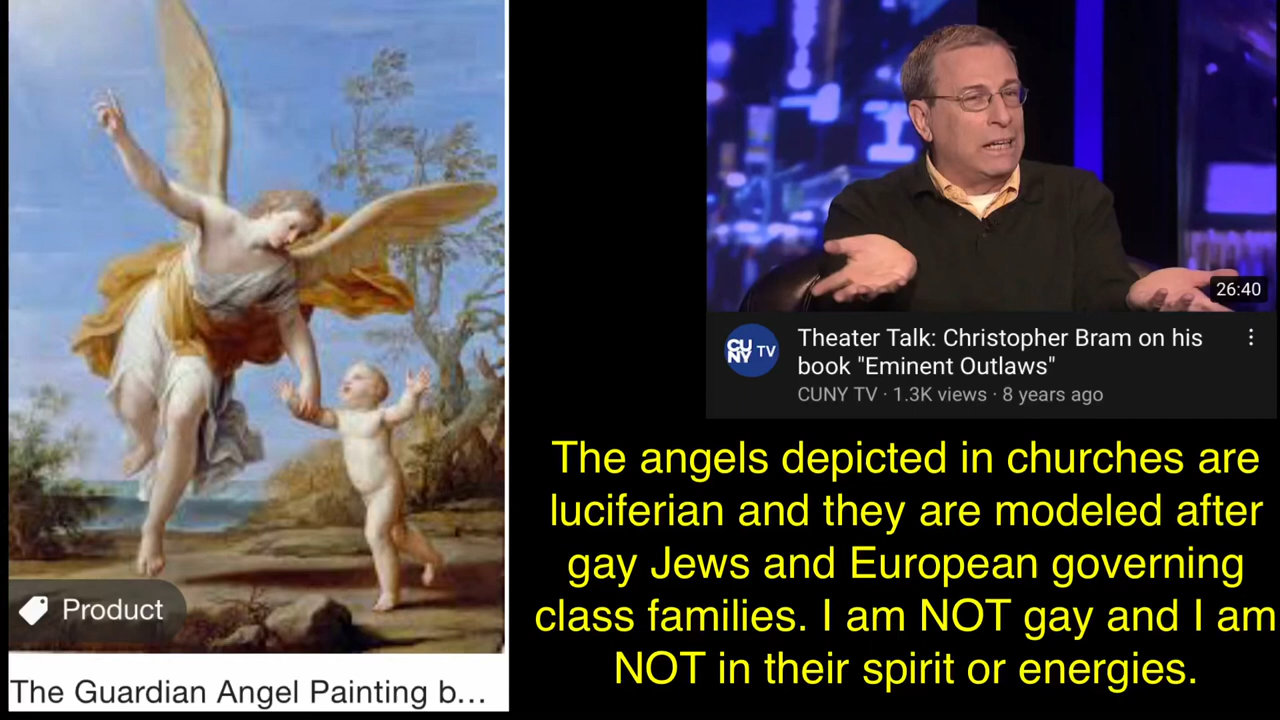 Product
The Guardian Angel Painting b...
26:40
CU
NY TV
Theater Talk: Christopher Bram on his
book "Eminent Outlaws"
CUNY TV · 1.3K views · 8 years ago
The angels depicted in churches are
luciferian and they are modeled after
gay Jews and European governing
class families. I am NOT gay and I am
NOT in their spirit or energies.